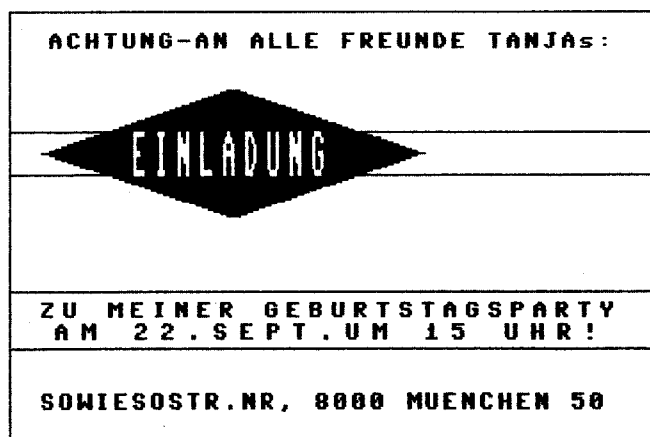 ACHTUNG-AN ALLE FREUNDE TANJAs:
EINLADUNG
ZU MEINER GEBURTSTAGSPARTY
AM 22.SEPT.UM 15 UHR!
SOWIESOSTR.NR, 8000 MUENCHEN 50